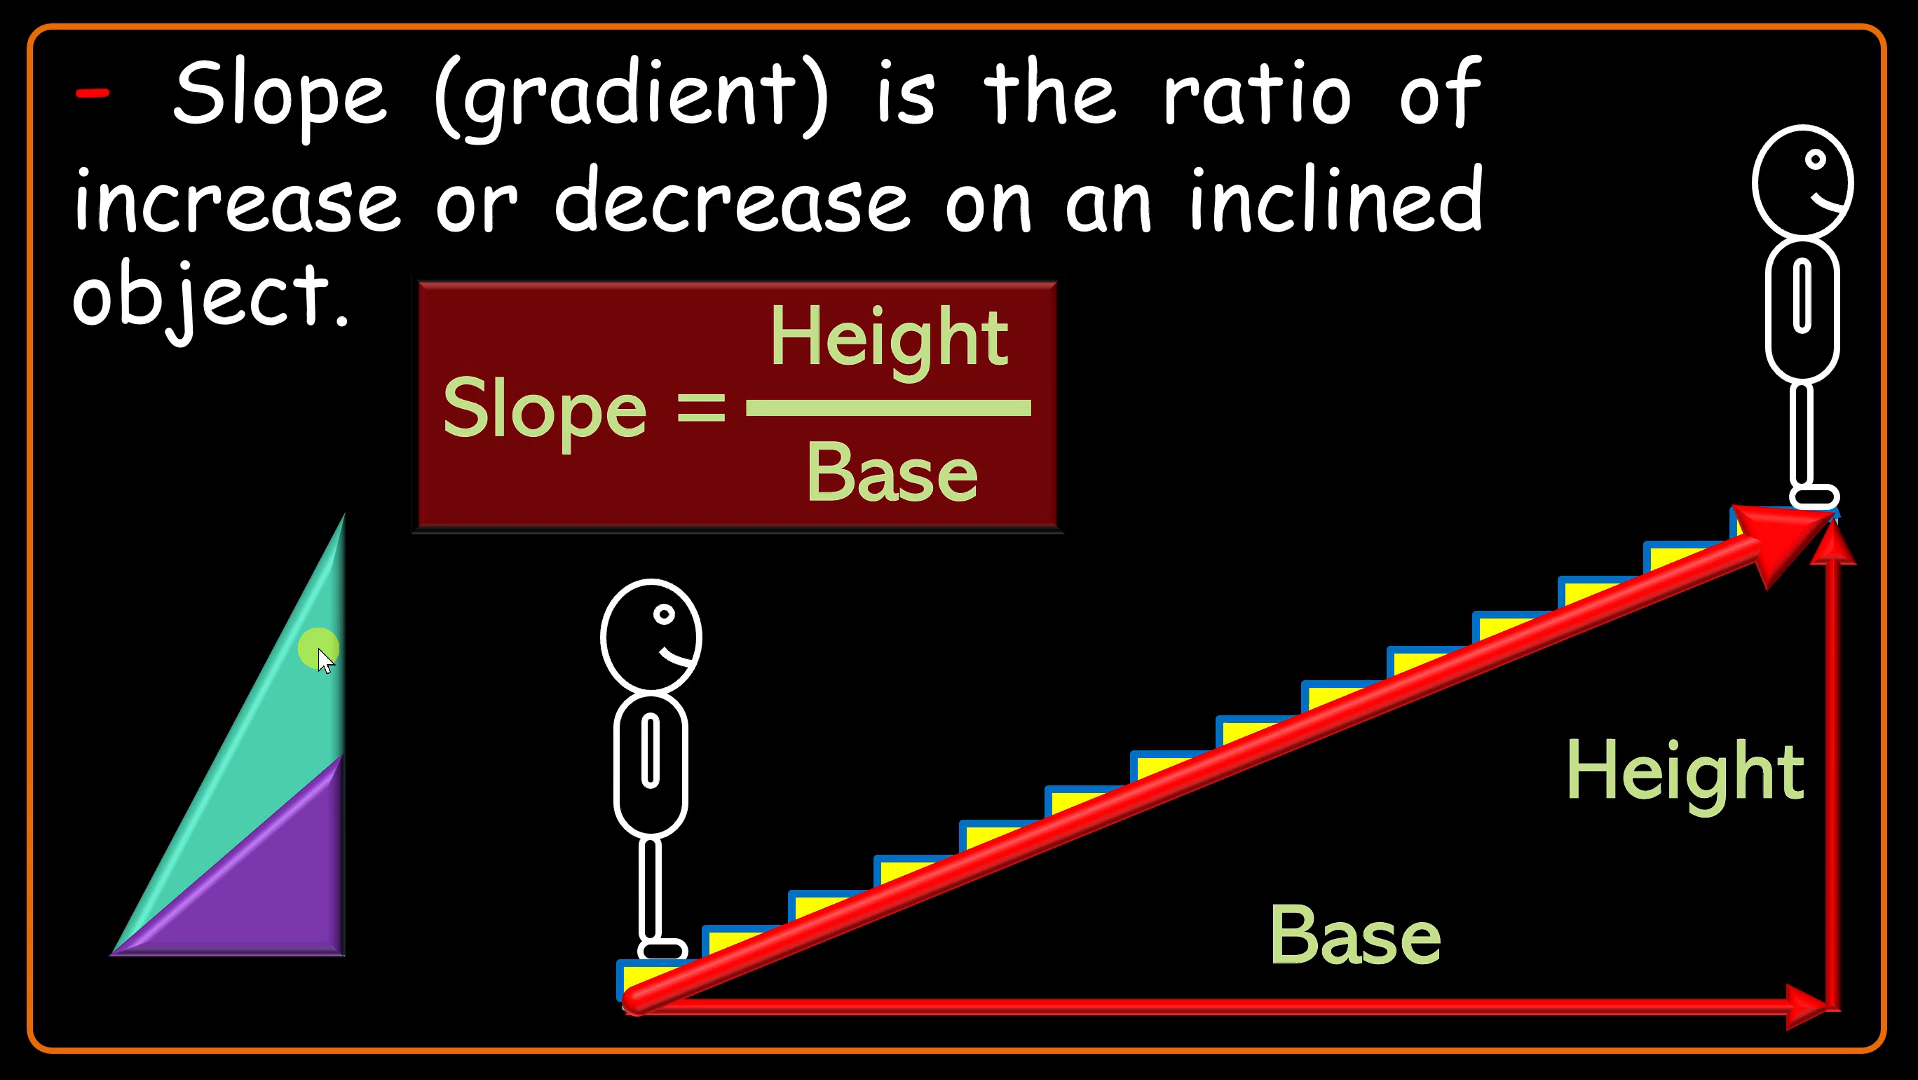 - Slope (gradient) is the ratio of
increase or decrease on an inclined
object.
Slope = Height
Base
Height
Base